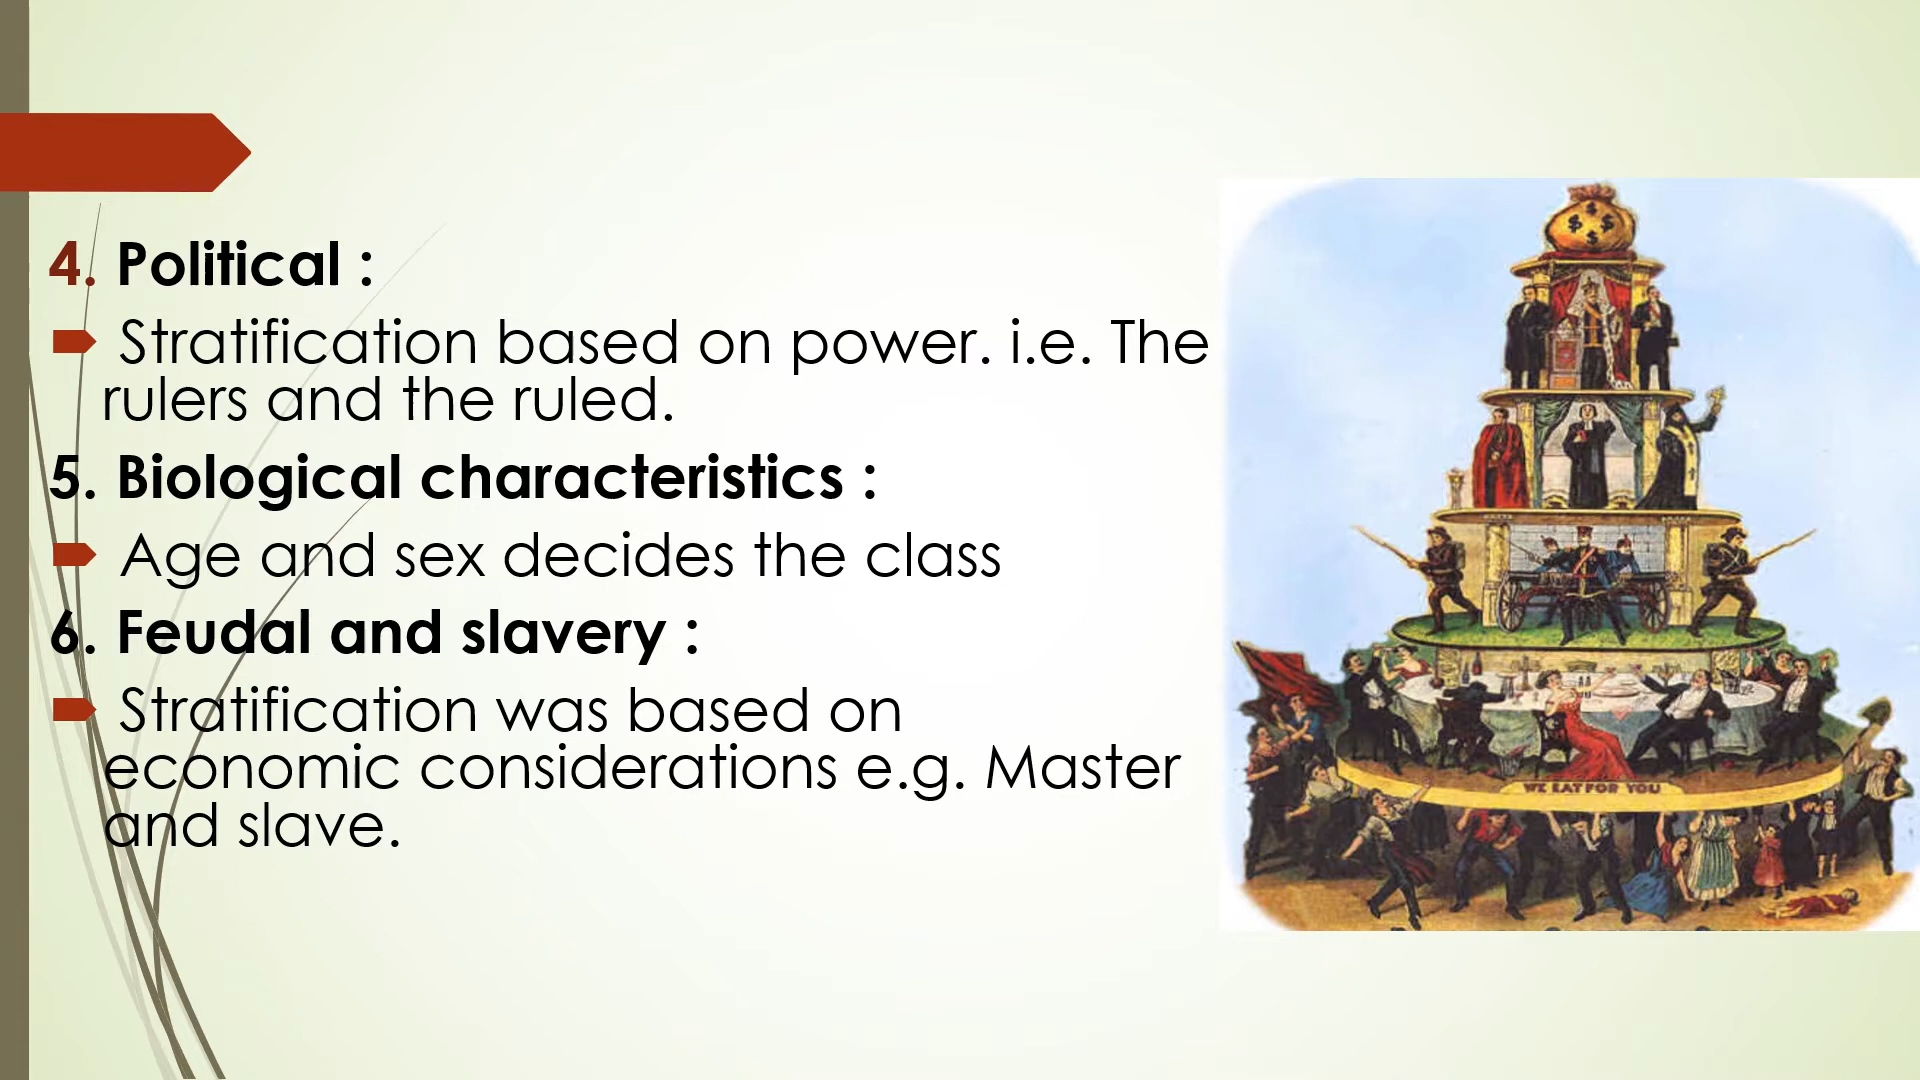 4. Political :
Stratification based on power. i.e. The
rulers and the ruled.
5. Biological characteristics :
Age and sex decides the class
6. Feudal and slavery :
Stratification was based on
economic considerations e.g. Master
and slave.
$ $
$
WE EAT FOR YOU